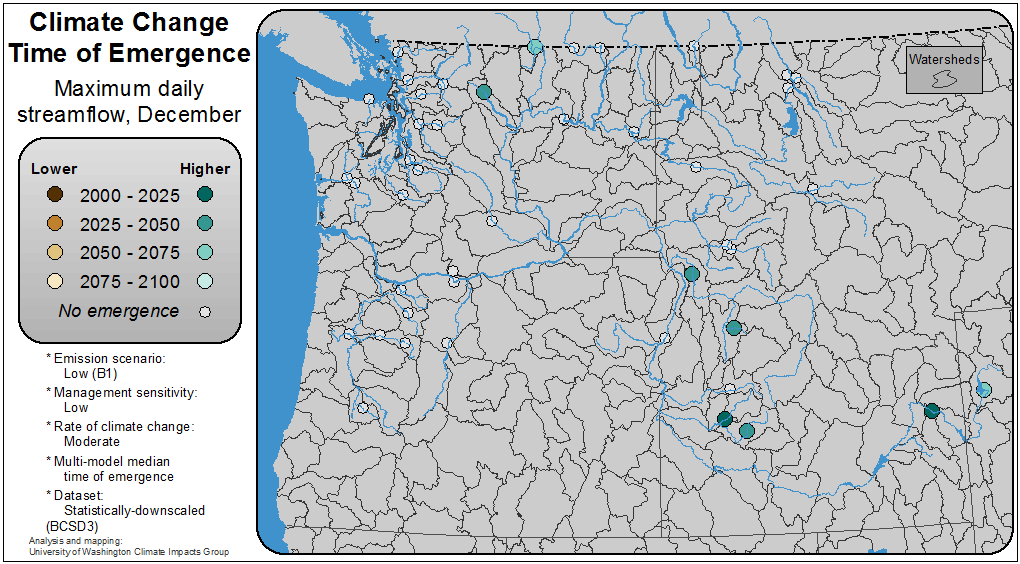 Climate Change
Time of Emergence
Maximum daily
streamflow, December
Lower Higher
2000 - 2025
2025 - 2050
2050 - 2075
2075 - 2100
No emergence
* Emission scenario:
Low (B1)
* Management sensitivity:
Low
* Rate of climate change:
Moderate
* Multi-model median
time of emergence
* Dataset:
Statistically-downscaled
(BCSD3)
Analysis and mapping:
University of Washington Climate Impacts Group
Watersheds